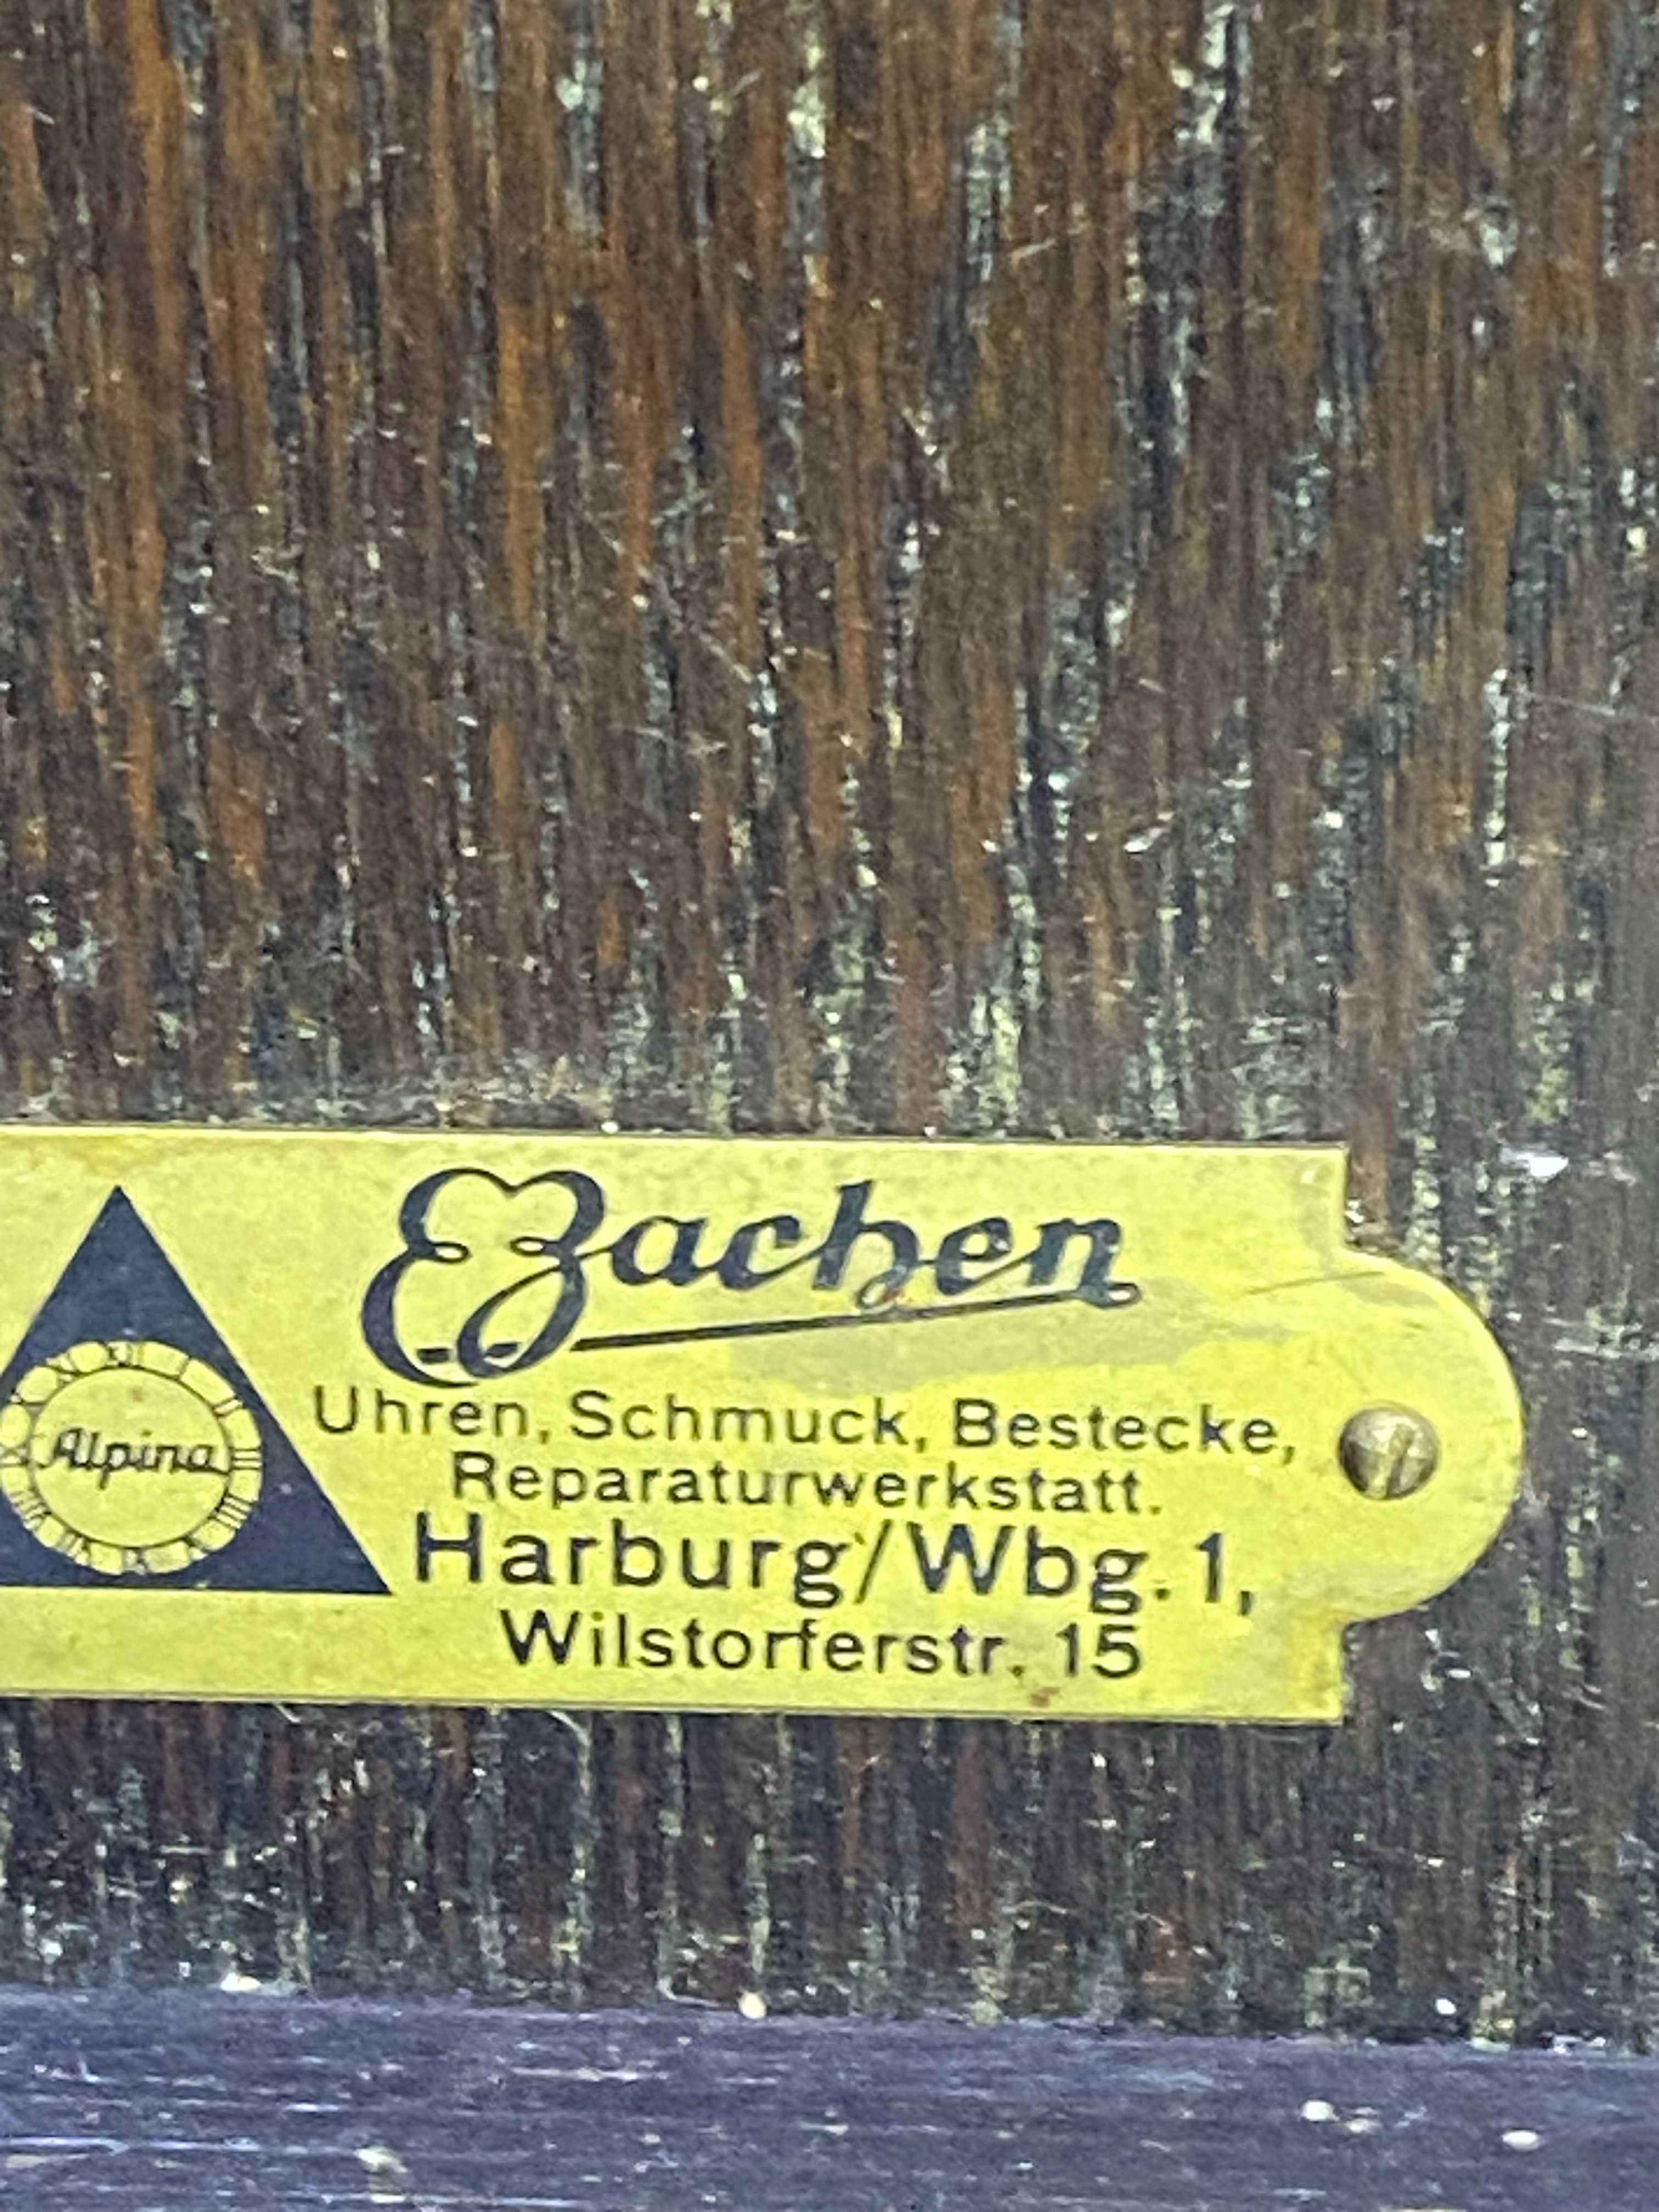 E Zachen
Alpina
Uhren, Schmuck, Bestecke,
Reparaturwerkstatt.
Harburg/Wbg. 1,
Wilstorferstr. 15